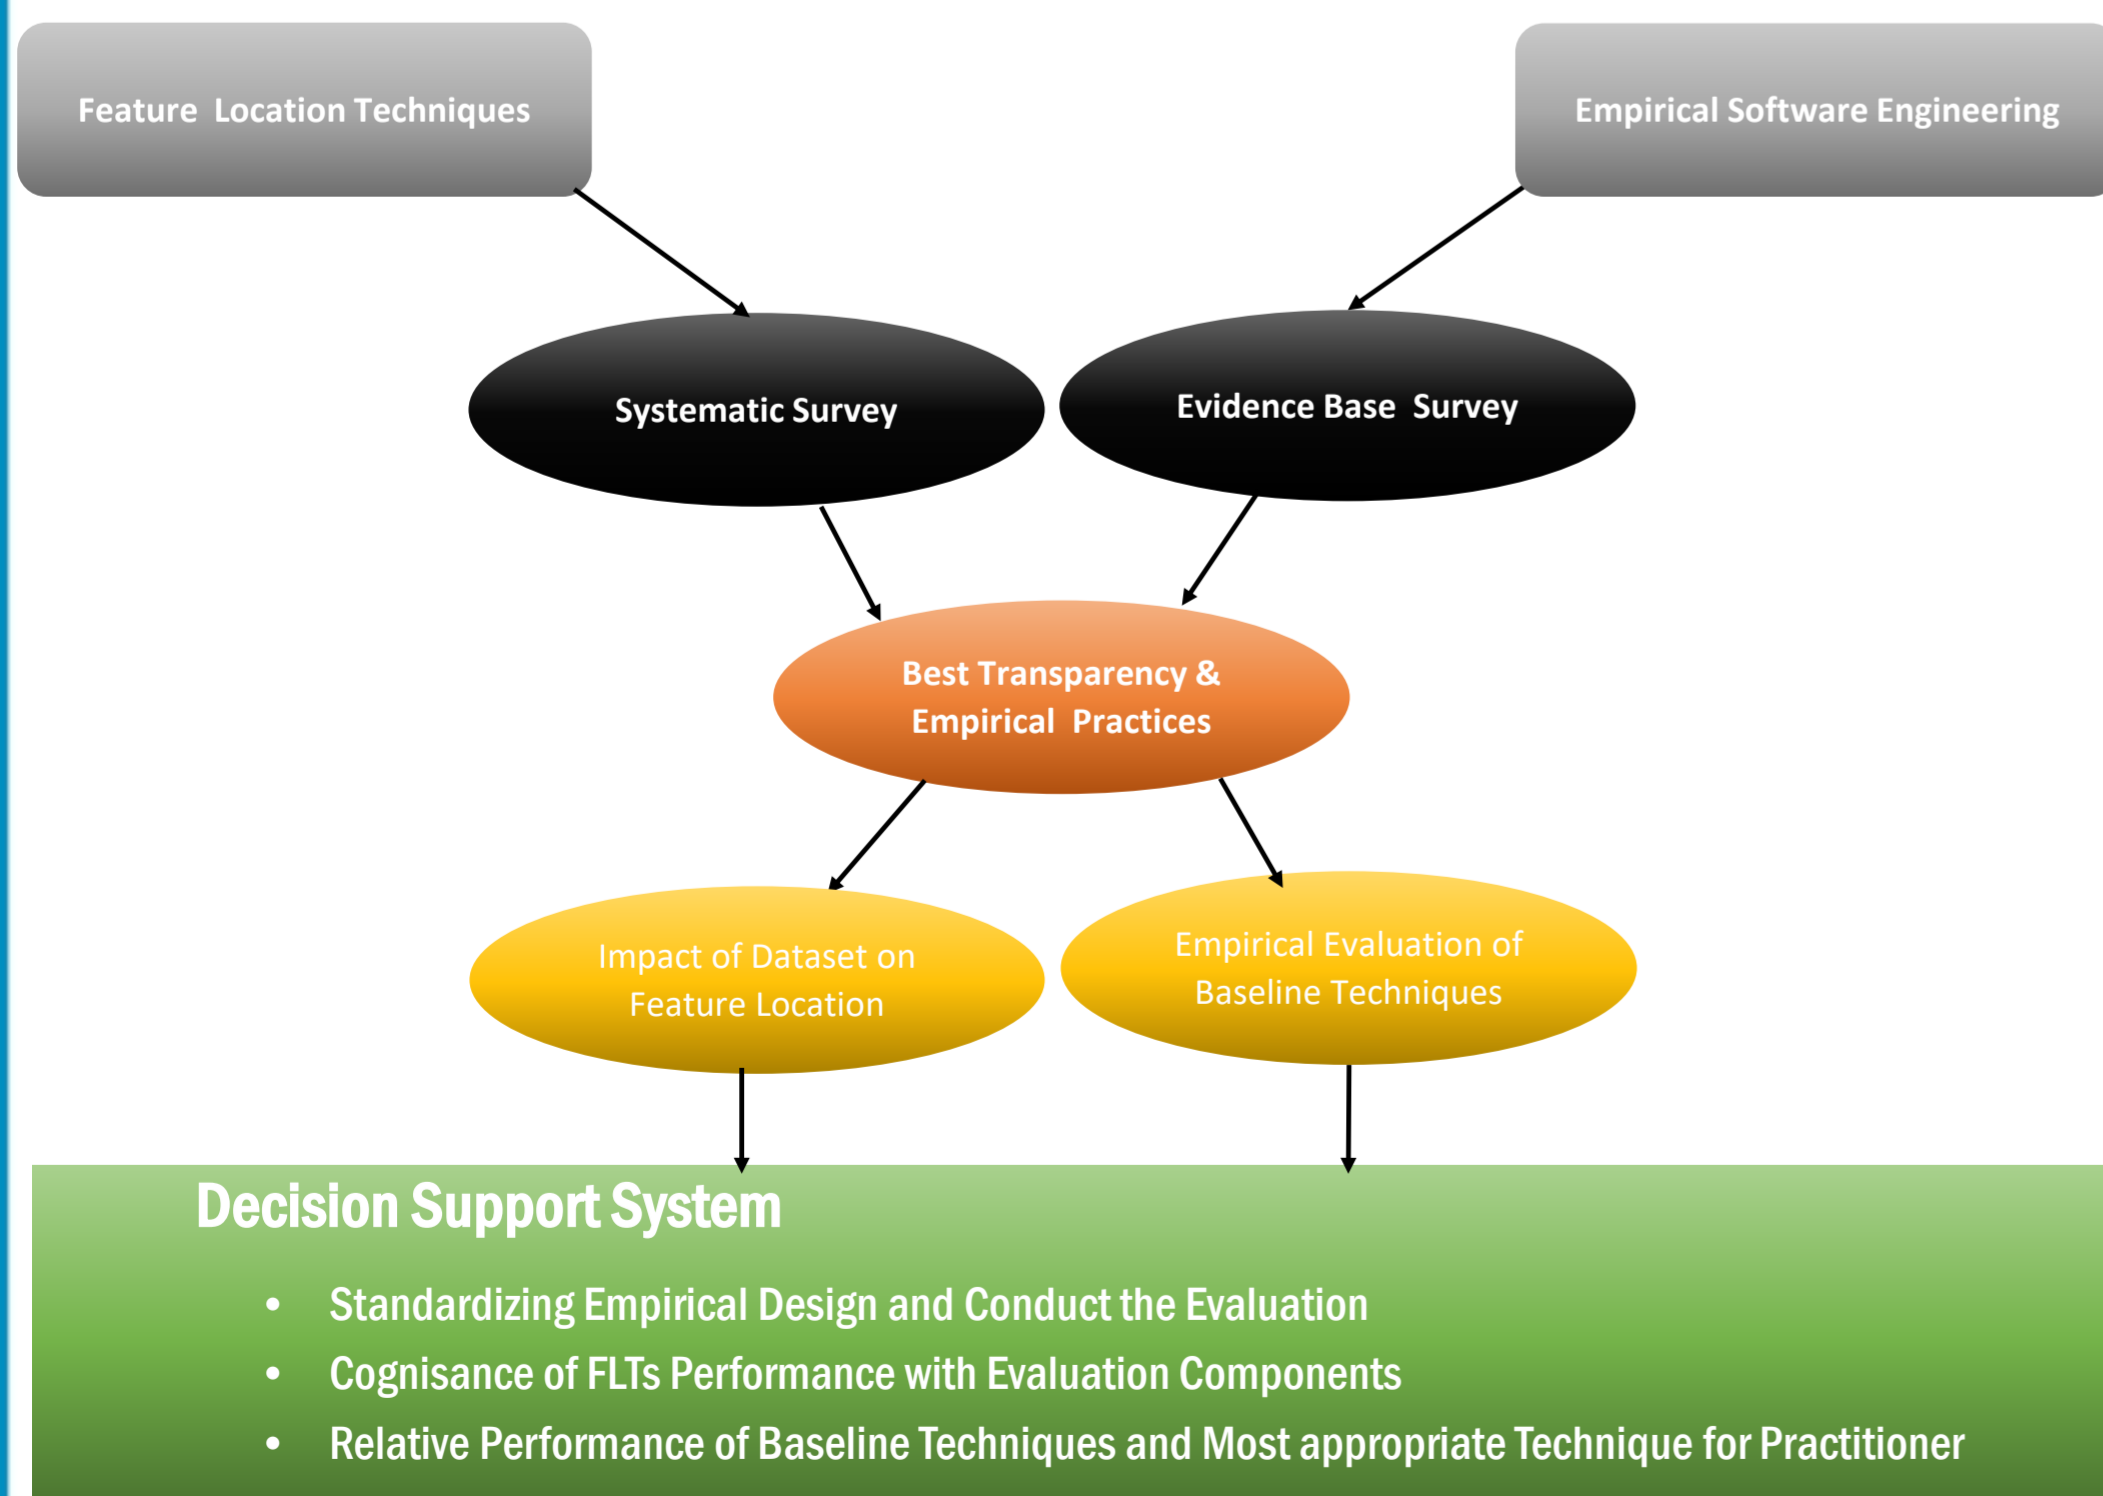 Feature Location Techniques
Empirical Software Engineering
Systematic Survey
Evidence Base Survey
Best Transparency &
Empirical Practices
Impact of Dataset on
Feature Location
Empirical Evaluation of
Baseline Techniques
Decision Support System
• Standardizing Empirical Design and Conduct the Evaluation
• Cognisance of FLTs Performance with Evaluation Components
• Relative Performance of Baseline Techniques and Most appropriate Technique for Practitioner